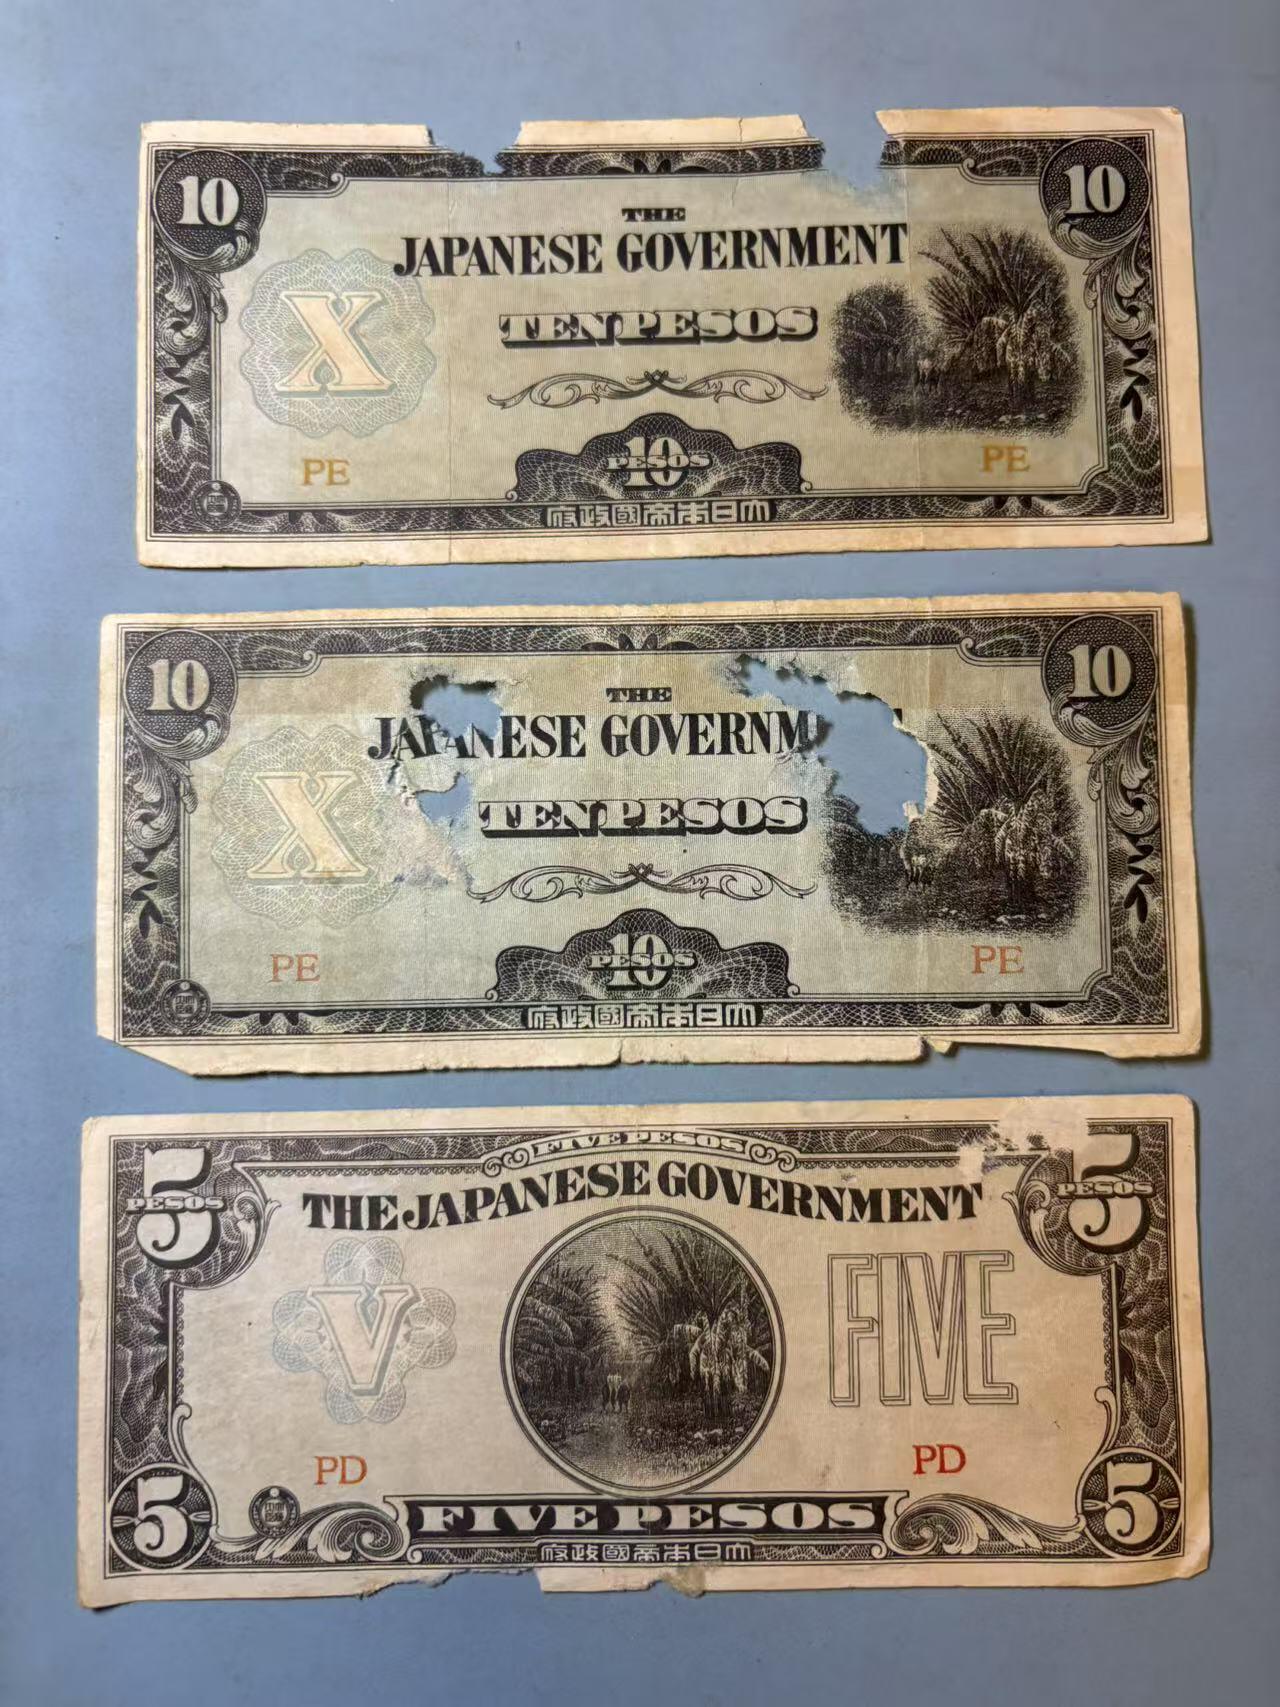 10 10
THE
JAPANESE GOVERNMENT
X
TEN PESOS
PE PE
10
PESOS
府政國帝本日大
10 10
THE
JAPANESE GOVERNM
X
TEN PESOS
PE PE
10
PESOS
府政國帝本日大
FIVE PESOS
5 PESOS 5 PESOS
THE JAPANESE GOVERNMENT
V FIVE
PD PD
5 FIVE PESOS 5
府政國帝本日大